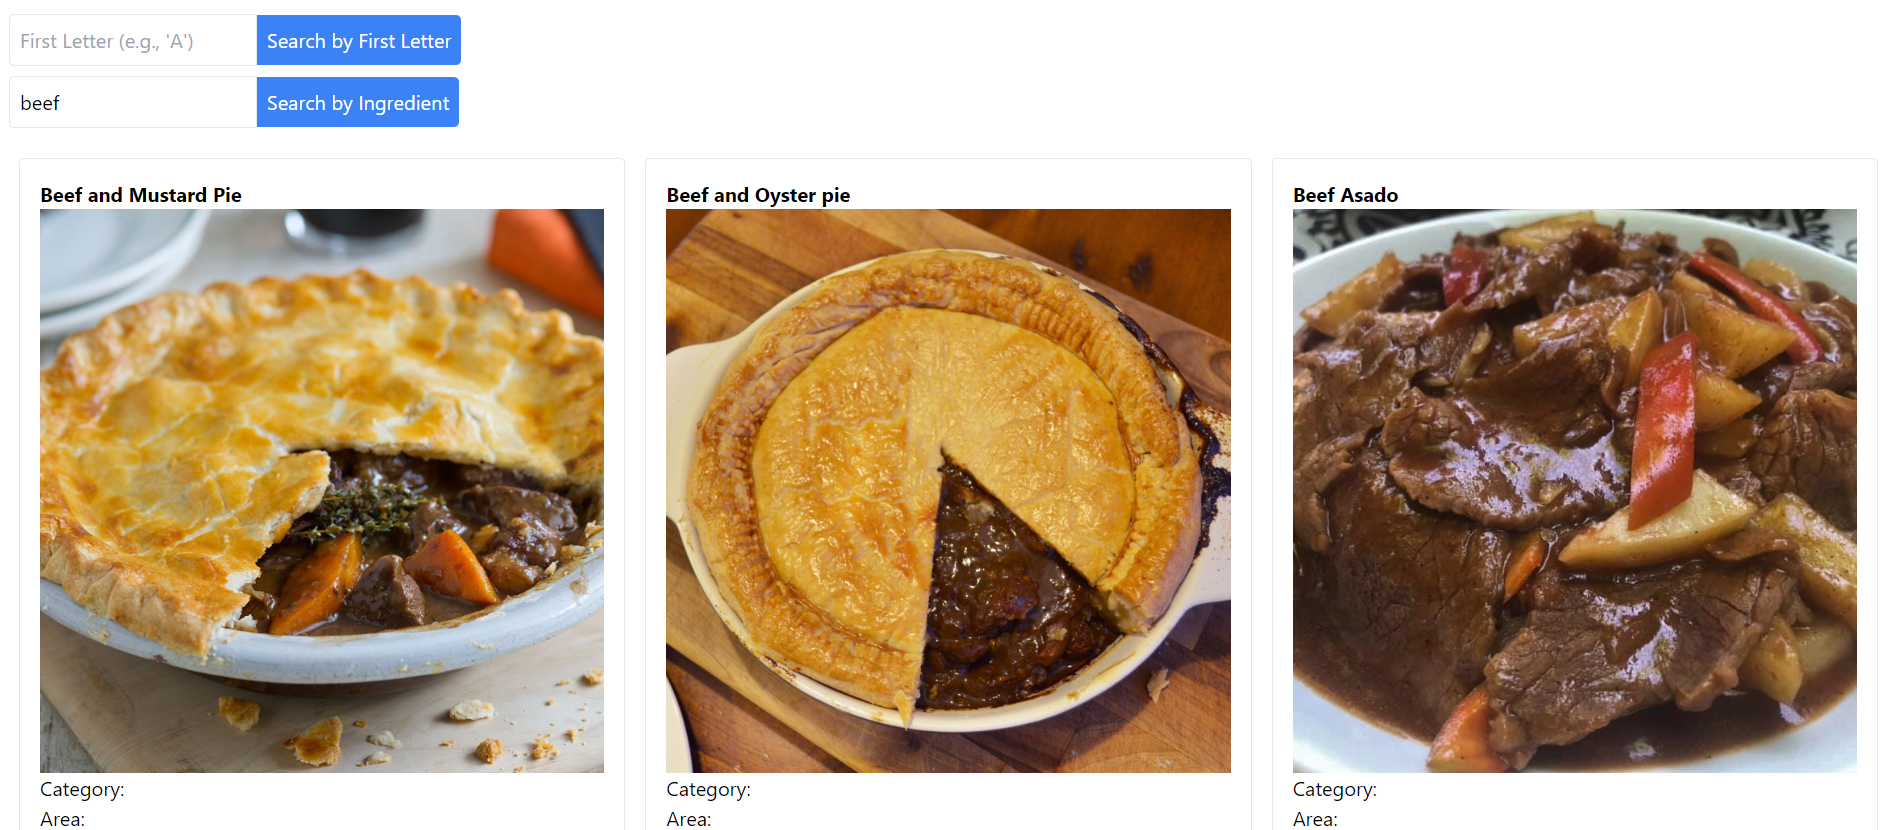 First Letter (e.g., 'A')
Search by First Letter
beef
Search by Ingredient
Beef and Mustard Pie
Beef and Oyster pie
Beef Asado
Category:
Category:
Category:
Area:
Area:
Area: